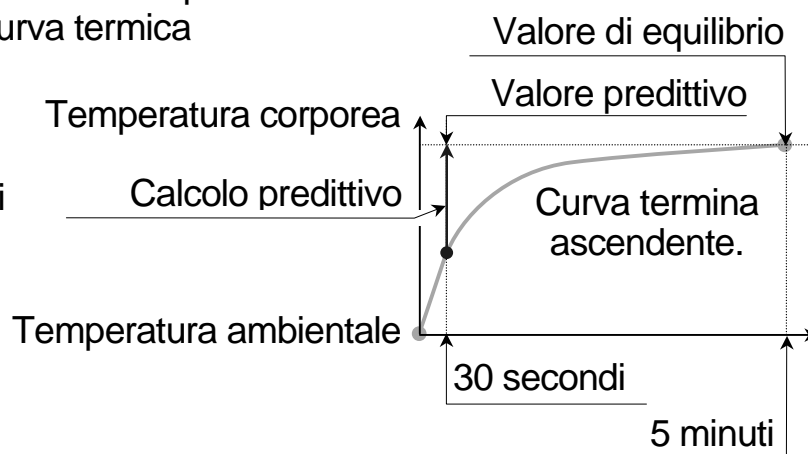 urva termica
Valore di equilibrio
Valore predittivo
Temperatura corporea
i
Calcolo predittivo
Curva termina
ascendente.
Temperatura ambientale
30 secondi
5 minuti